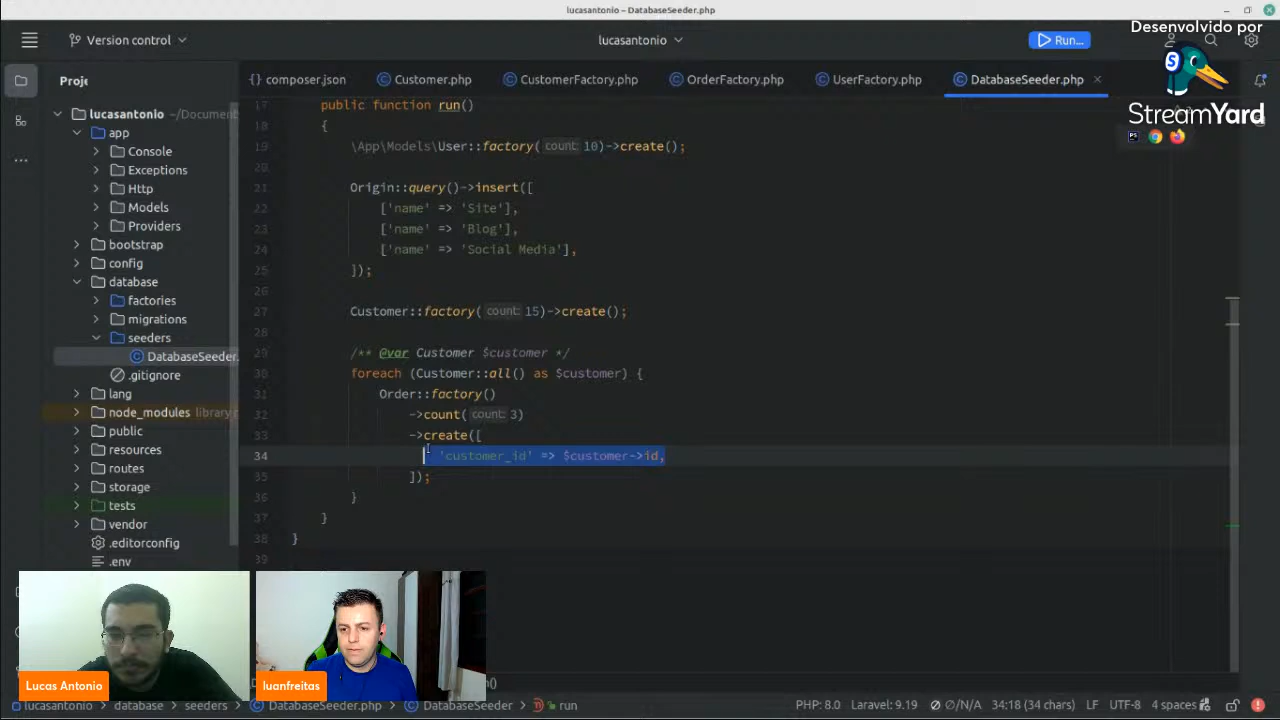 lucasantonio – DatabaseSeeder.php
Version control
lucasantonio
Run...
Desenvolvido por
StreamYard
Proje
composer.json
Customer.php
CustomerFactory.php
OrderFactory.php
UserFactory.php
DatabaseSeeder.php
lucasantonio ~/Document
app
Console
Exceptions
Http
Models
Providers
bootstrap
config
database
factories
migrations
seeders
DatabaseSeeder.
.gitignore
lang
node_modules library r
public
resources
routes
storage
tests
vendor
.editorconfig
.env
17 public function run()
18 {
19 \App\Models\User::factory( count: 10)->create();
20
21 Origin::query()->insert([
22 ['name' => 'Site'],
23 ['name' => 'Blog'],
24 ['name' => 'Social Media'],
25 ]);
26
27 Customer::factory( count: 15)->create();
28
29 /** @var Customer $customer */
30 foreach (Customer::all() as $customer) {
31 Order::factory()
32 ->count( count: 3)
33 ->create([
34 'customer_id' => $customer->id,
35 ]);
36 }
37 }
38 }
39
Lucas Antonio
luanfreitas
lucasantonio
database
seeders
DatabaseSeeder.php
DatabaseSeeder
run
PHP: 8.0
Laravel: 9.19
N/A
34:18 (34 chars)
LF
UTF-8
4 spaces